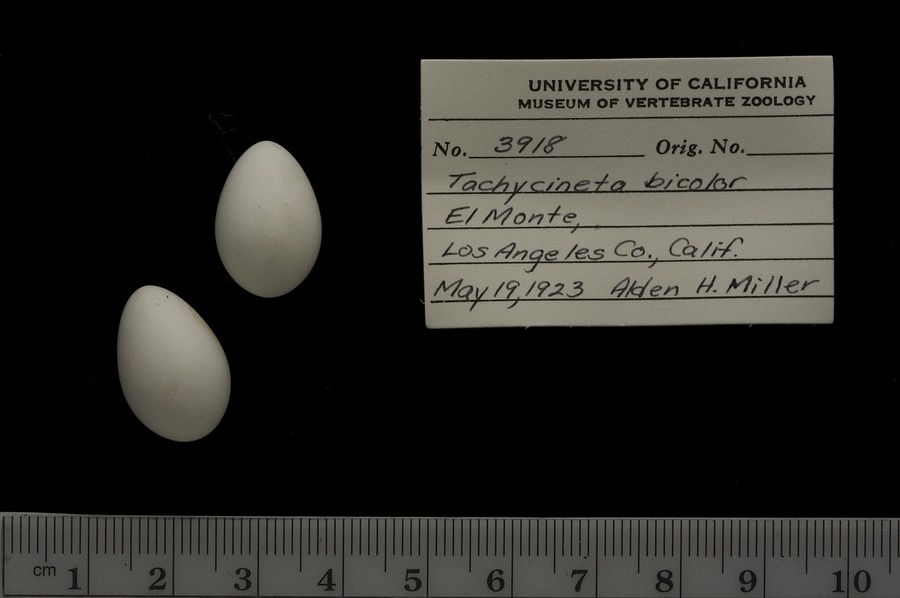 UNIVERSITY OF CALIFORNIA
MUSEUM OF VERTEBRATE ZOOLOGY
No. 3918 Orig. No.
Tachycineta bicolor
El Monte,
Los Angeles Co., Calif.
May 19, 1923 Alden H. Miller
cm 1 2 3 4 5 6 7 8 9 10